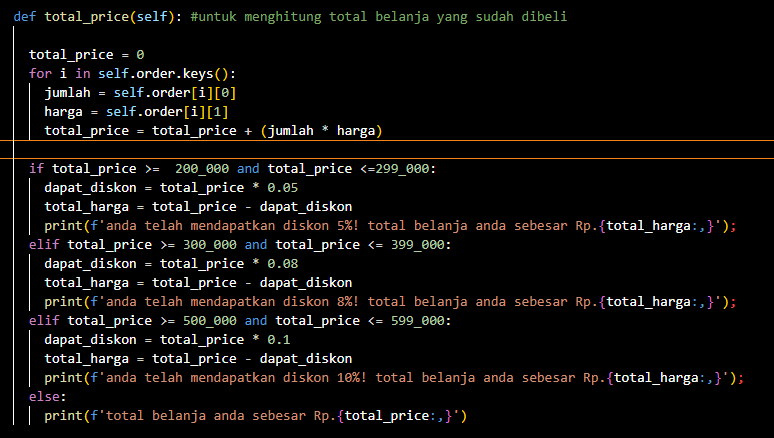 def total_price(self): #untuk menghitung total belanja yang sudah dibeli
total_price = 0
for i in self.order.keys():
jumlah = self.order[i][0]
harga = self.order[i][1]
total_price = total_price + (jumlah * harga)
if total_price >=  200_000 and total_price <=299_000:
dapat_diskon = total_price * 0.05
total_harga = total_price - dapat_diskon
print(f'anda telah mendapatkan diskon 5%! total belanja anda sebesar Rp.{total_harga:,}');
elif total_price >= 300_000 and total_price <= 399_000:
dapat_diskon = total_price * 0.08
total_harga = total_price - dapat_diskon
print(f'anda telah mendapatkan diskon 8%! total belanja anda sebesar Rp.{total_harga:,}');
elif total_price >= 500_000 and total_price <= 599_000:
dapat_diskon = total_price * 0.1
total_harga = total_price - dapat_diskon
print(f'anda telah mendapatkan diskon 10%! total belanja anda sebesar Rp.{total_harga:,}');
else:
print(f'total belanja anda sebesar Rp.{total_price:,}')